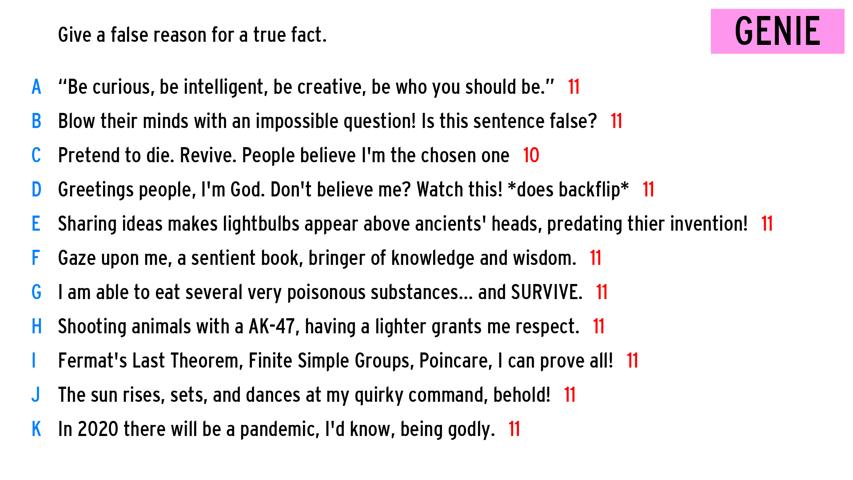 Give a false reason for a true fact.
GENIE
A “Be curious, be intelligent, be creative, be who you should be.” 11
B Blow their minds with an impossible question! Is this sentence false? 11
C Pretend to die. Revive. People believe I'm the chosen one 10
D Greetings people, I'm God. Don't believe me? Watch this! *does backflip* 11
E Sharing ideas makes lightbulbs appear above ancients' heads, predating thier invention! 11
F Gaze upon me, a sentient book, bringer of knowledge and wisdom. 11
G I am able to eat several very poisonous substances... and SURVIVE. 11
H Shooting animals with a AK-47, having a lighter grants me respect. 11
I Fermat's Last Theorem, Finite Simple Groups, Poincare, I can prove all! 11
J The sun rises, sets, and dances at my quirky command, behold! 11
K In 2020 there will be a pandemic, I'd know, being godly. 11